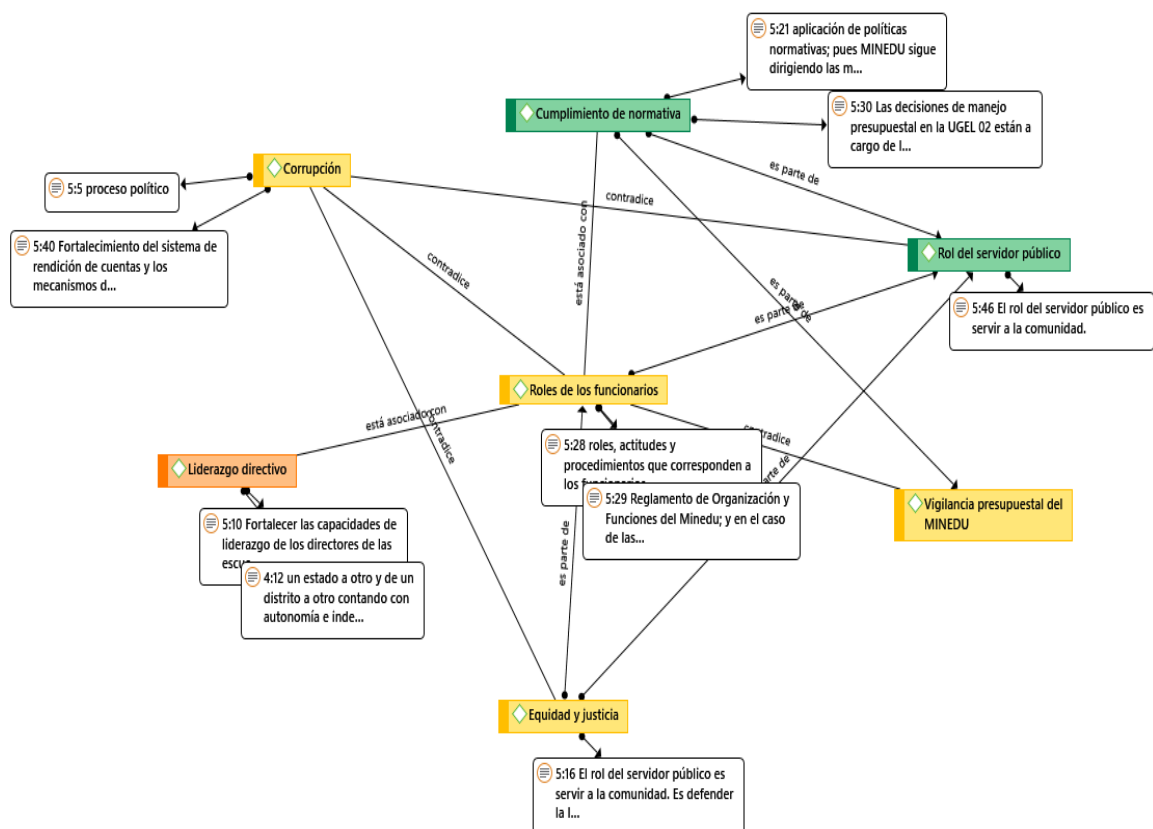 5:21 aplicación de políticas
normativas; pues MINEDU sigue
dirigiendo las m...
Cumplimiento de normativa
5:30 Las decisiones de manejo
presupuestal en la UGEL 02 están a
cargo de l...
Corrupción
5:5 proceso político
es parte de
contradice
5:40 Fortalecimiento del sistema de
rendición de cuentas y los
mecanismos d...
está asociado con
Rol del servidor público
contradice
es parte de
5:46 El rol del servidor público es
servir a la comunidad.
es parte de
Roles de los funcionarios
está asociado con
contradice
contradice
5:28 roles, actitudes y
procedimientos que corresponden a
los funcionarios
Liderazgo directivo
parte de
5:29 Reglamento de Organización y
Funciones del Minedu; y en el caso
de las...
Vigilancia presupuestal del
MINEDU
5:10 Fortalecer las capacidades de
liderazgo de los directores de las
es parte de
4:12 un estado a otro y de un
distrito a otro contando con
autonomía e inde...
Equidad y justicia
5:16 El rol del servidor público es
servir a la comunidad. Es defender
la l...